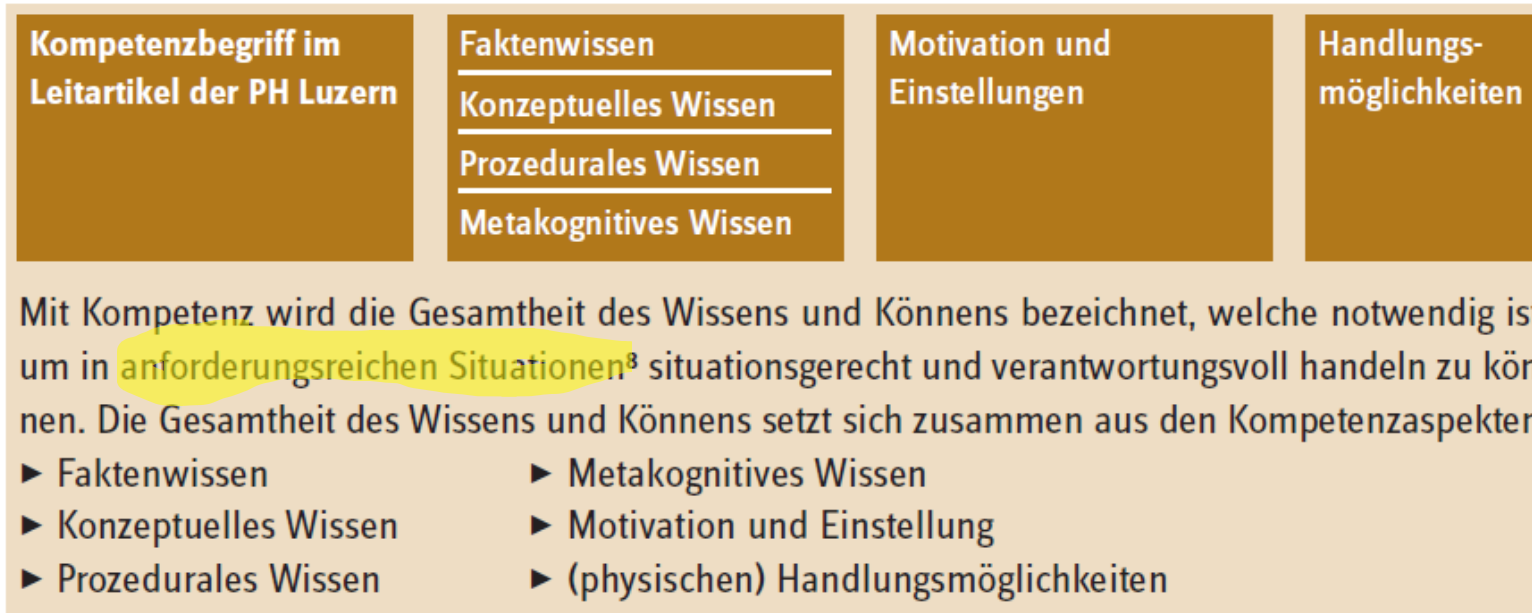 Kompetenzbegriff im
Leitartikel der PH Luzern
Faktenwissen
Konzeptuelles Wissen
Prozedurales Wissen
Metakognitives Wissen
Motivation und
Einstellungen
Handlungs-
möglichkeiten
Mit Kompetenz wird die Gesamtheit des Wissens und Könnens bezeichnet, welche notwendig ist
um in anforderungsreichen Situationen⁸ situationsgerecht und verantwortungsvoll handeln zu kön
nen. Die Gesamtheit des Wissens und Könnens setzt sich zusammen aus den Kompetenzaspekten
► Faktenwissen ► Metakognitives Wissen
► Konzeptuelles Wissen ► Motivation und Einstellung
► Prozedurales Wissen ► (physischen) Handlungsmöglichkeiten